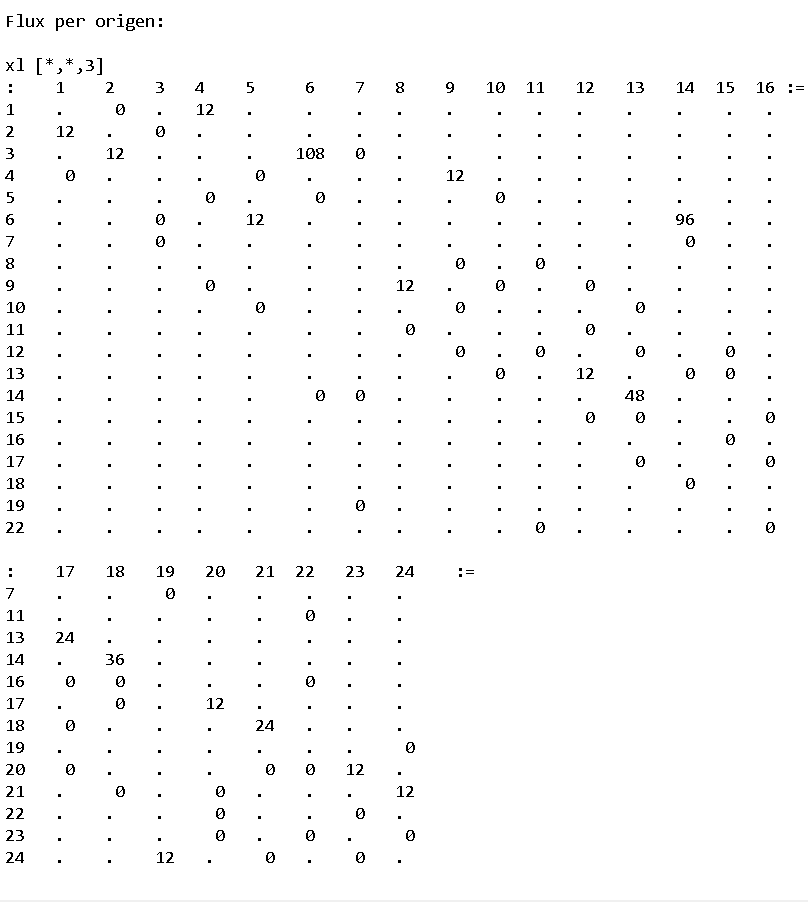 Flux per origen:
xl [*,*,3]
:    1    2    3    4    5    6    7    8    9    10   11   12   13   14   15   16 :=
1    .    0    .    12   .    .    .    .    .    .    .    .    .    .    .    .
2    12   .    0    .    .    .    .    .    .    .    .    .    .    .    .    .
3    .    12   .    .    .    108  0    .    .    .    .    .    .    .    .    .
4    0    .    .    .    0    .    .    .    12   .    .    .    .    .    .    .
5    .    .    .    0    .    0    .    .    .    0    .    .    .    .    .    .
6    .    .    0    .    12   .    .    .    .    .    .    .    .    96   .    .
7    .    .    0    .    .    .    .    .    .    .    .    .    .    0    .    .
8    .    .    .    .    .    .    .    .    0    .    0    .    .    .    .    .
9    .    .    .    0    .    .    .    12   .    0    .    0    .    .    .    .
10   .    .    .    .    0    .    .    .    0    .    .    .    0    .    .    .
11   .    .    .    .    .    .    .    0    .    .    .    0    .    .    .    .
12   .    .    .    .    .    .    .    .    0    .    0    .    0    .    0    .
13   .    .    .    .    .    .    .    .    .    0    .    12   .    0    0    .
14   .    .    .    .    .    0    0    .    .    .    .    .    48   .    .    .
15   .    .    .    .    .    .    .    .    .    .    .    0    0    .    .    0
16   .    .    .    .    .    .    .    .    .    .    .    .    .    .    0    .
17   .    .    .    .    .    .    .    .    .    .    .    .    0    .    .    0
18   .    .    .    .    .    .    .    .    .    .    .    .    .    0    .    .
19   .    .    .    .    .    .    0    .    .    .    .    .    .    .    .    .
22   .    .    .    .    .    .    .    .    .    .    0    .    .    .    .    0
:    17   18   19   20   21   22   23   24   :=
7    .    .    0    .    .    .    .    .
11   .    .    .    .    .    0    .    .
13   24   .    .    .    .    .    .    .
14   .    36   .    .    .    .    .    .
16   0    0    .    .    .    0    .    .
17   .    0    .    12   .    .    .    .
18   0    .    .    .    24   .    .    .
19   .    .    .    .    .    .    .    0
20   0    .    .    .    0    0    12   .
21   .    0    .    0    .    .    .    12
22   .    .    .    0    .    .    0    .
23   .    .    .    0    .    0    .    0
24   .    .    12   .    0    .    0    .